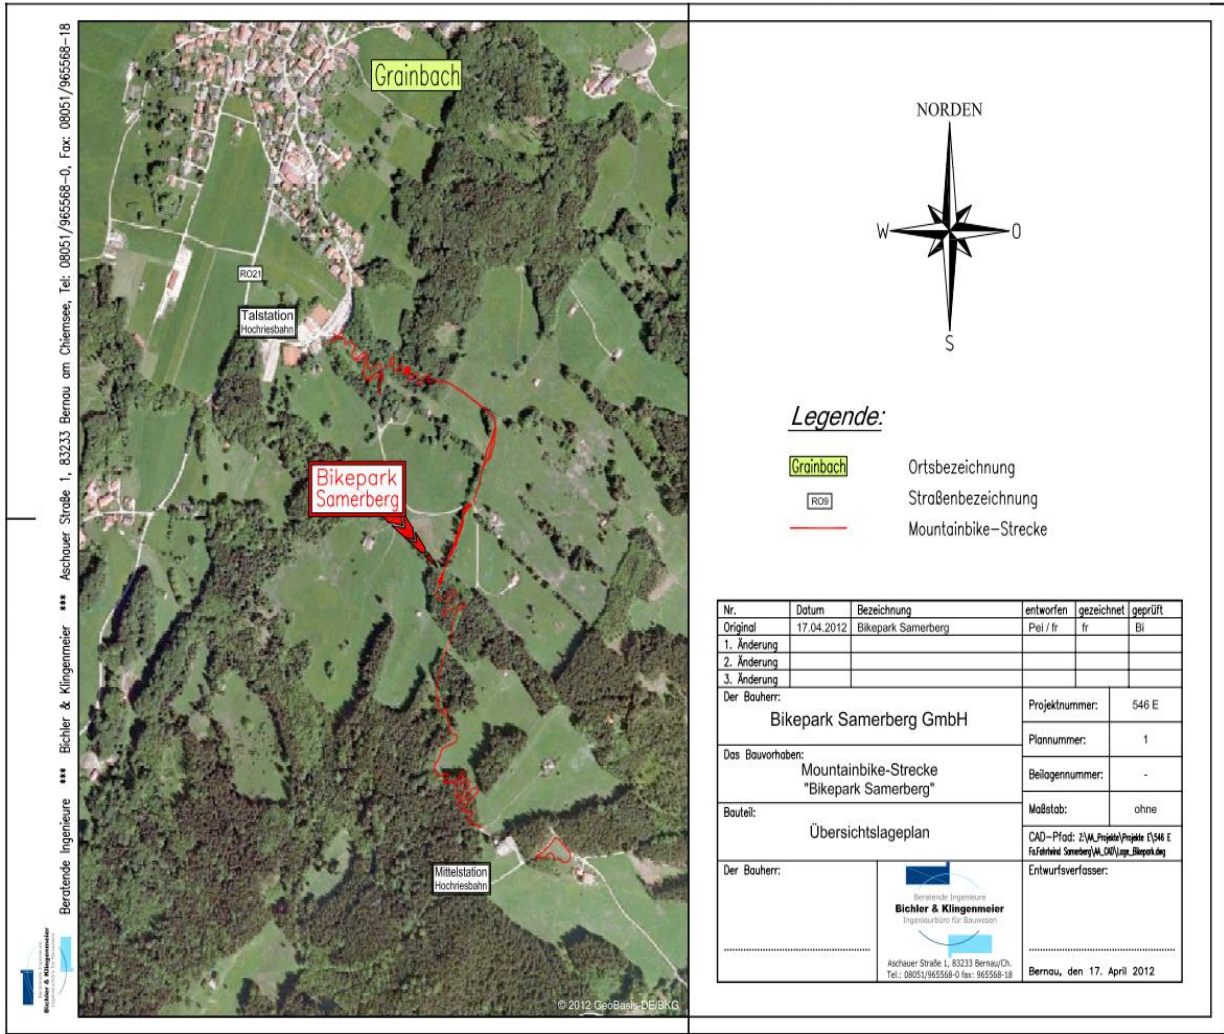 Beratende Ingenieure *** Bichler & Klingenmeier *** Aschauer Straße 1, 83233 Bernau am Chiemsee, Tel: 08051/965568-0, Fax: 08051/965568-18
Bichler & Klingenmeier
Grainbach
RO21
Talstation
Hochriesbahn
Bikepark
Samerberg
Mittelstation
Hochriesbahn
© 2012 GeoBasis-DE/BKG
NORDEN
W
O
S
Legende:
Grainbach Ortsbezeichnung
RO9 Straßenbezeichnung
Mountainbike-Strecke
Nr. Datum Bezeichnung entworfen gezeichnet geprüft
Original 17.04.2012 Bikepark Samerberg Pei / fr fr Bi
1. Änderung
2. Änderung
3. Änderung
Der Bauherr:
Bikepark Samerberg GmbH
Projektnummer: 546 E
Plannummer: 1
Das Bauvorhaben:
Mountainbike-Strecke
"Bikepark Samerberg"
Beilagennummer: -
Maßstab: ohne
Bauteil:
Übersichtslageplan
CAD-Pfad:
Der Bauherr:
Beratende Ingenieure
Bichler & Klingenmeier
Ingenieurbüro für Bauwesen
Aschauer Straße 1, 83233 Bernau/Ch.
Tel.: 08051/965568-0 fax: 965568-18
Entwurfsverfasser:
Bernau, den 17. April 2012